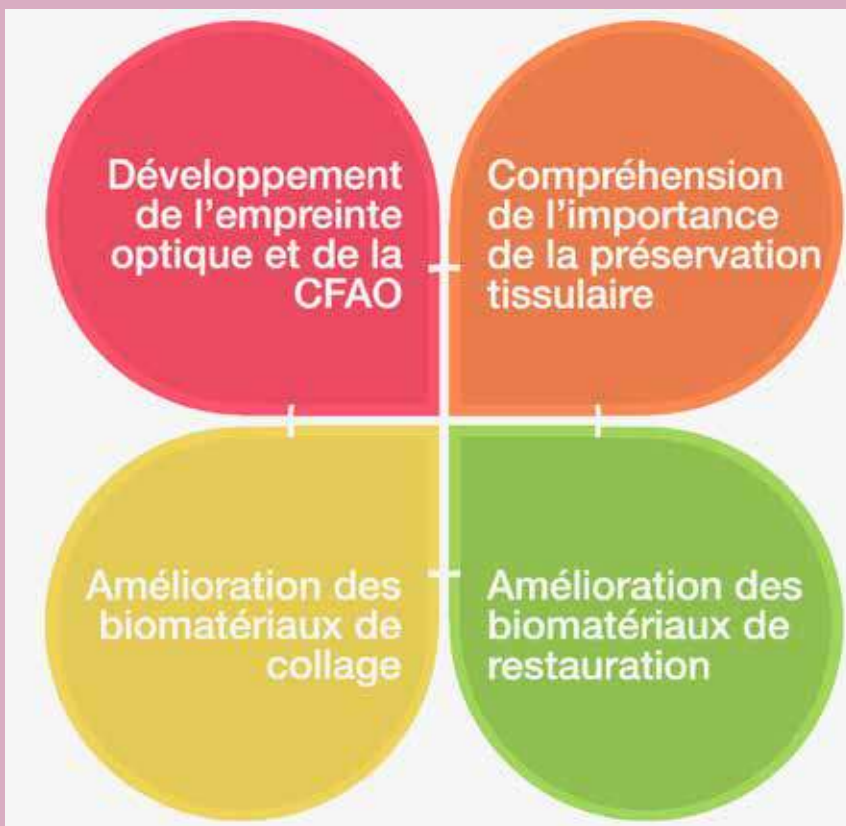 Développement
de l'empreinte
optique et de la
CFAO
Compréhension
de l'importance
de la préservation
tissulaire
Amélioration des
biomatériaux de
collage
Amélioration des
biomatériaux de
restauration